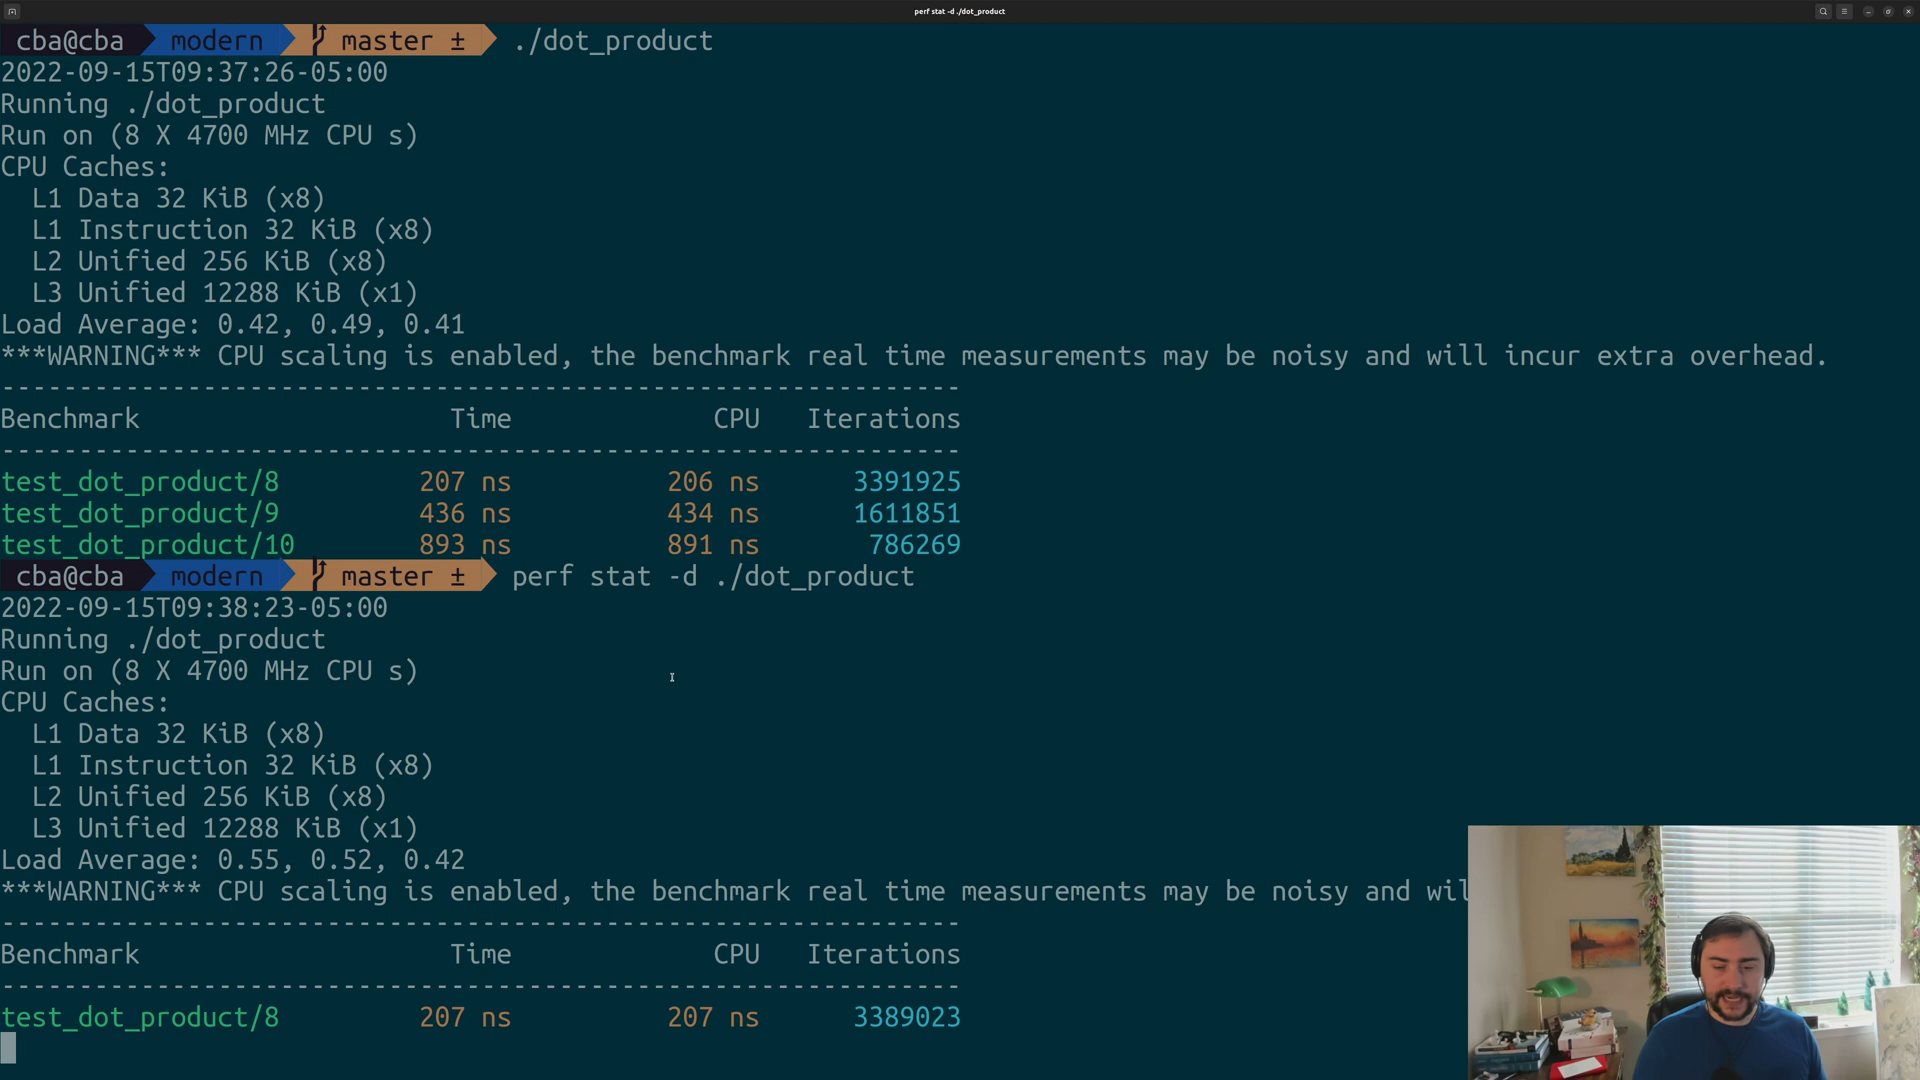 perf stat -d ./dot_product
cba@cba modern master ± ./dot_product
2022-09-15T09:37:26-05:00
Running ./dot_product
Run on (8 X 4700 MHz CPU s)
CPU Caches:
L1 Data 32 KiB (x8)
L1 Instruction 32 KiB (x8)
L2 Unified 256 KiB (x8)
L3 Unified 12288 KiB (x1)
Load Average: 0.42, 0.49, 0.41
***WARNING*** CPU scaling is enabled, the benchmark real time measurements may be noisy and will incur extra overhead.
--------------------------------------------------------------
Benchmark Time CPU Iterations
--------------------------------------------------------------
test_dot_product/8 207 ns 206 ns 3391925
test_dot_product/9 436 ns 434 ns 1611851
test_dot_product/10 893 ns 891 ns 786269
cba@cba modern master ± perf stat -d ./dot_product
2022-09-15T09:38:23-05:00
Running ./dot_product
Run on (8 X 4700 MHz CPU s)
CPU Caches:
L1 Data 32 KiB (x8)
L1 Instruction 32 KiB (x8)
L2 Unified 256 KiB (x8)
L3 Unified 12288 KiB (x1)
Load Average: 0.55, 0.52, 0.42
***WARNING*** CPU scaling is enabled, the benchmark real time measurements may be noisy and wil
--------------------------------------------------------------
Benchmark Time CPU Iterations
--------------------------------------------------------------
test_dot_product/8 207 ns 207 ns 3389023